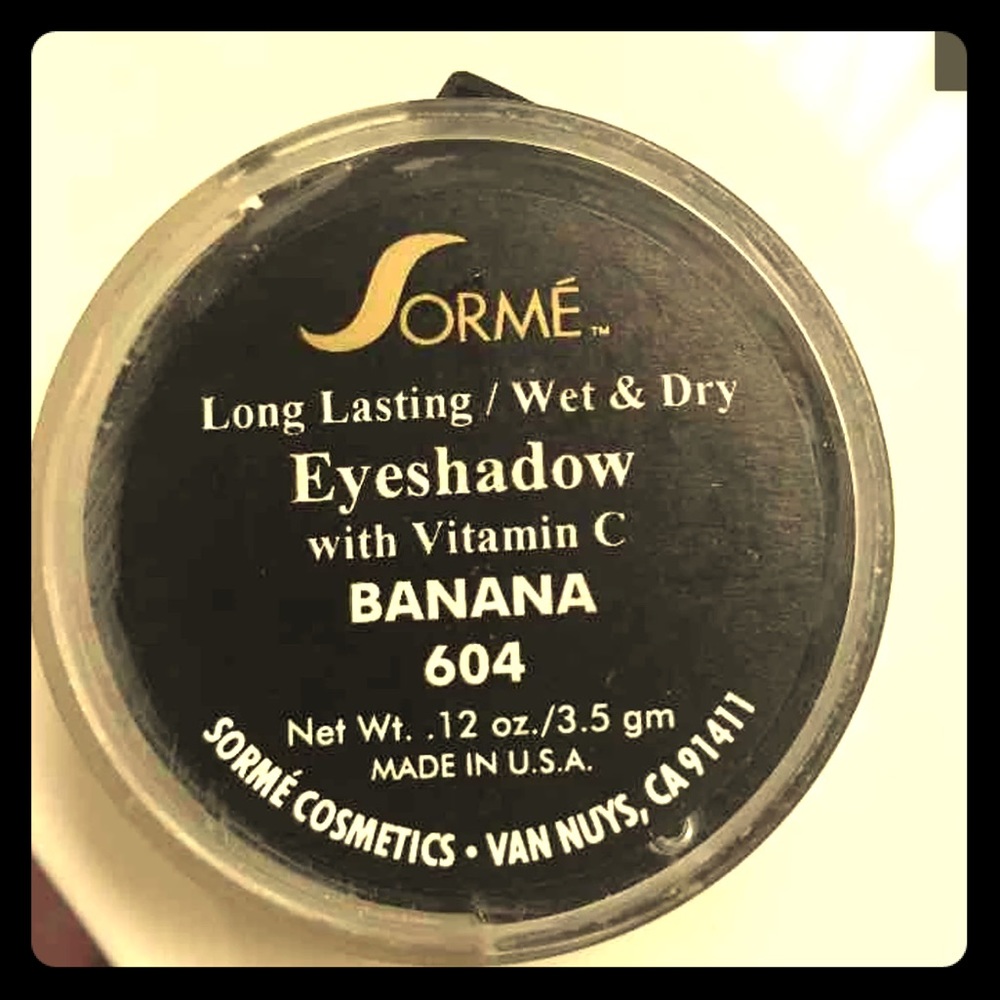 SORMÉ™
Long Lasting / Wet & Dry
Eyeshadow
with Vitamin C
BANANA
604
Net Wt. .12 oz./3.5 gm
MADE IN U.S.A.
SORMÉ COSMETICS • VAN NUYS, CA 91411